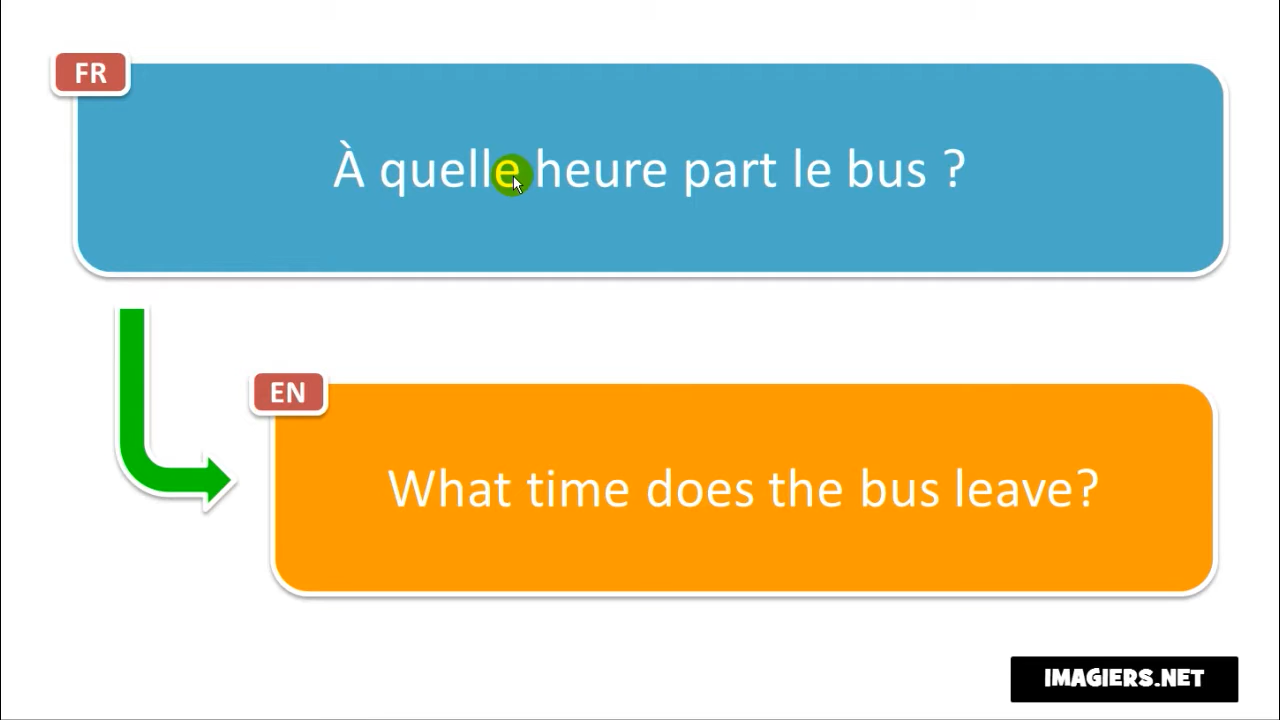 FR
À quelle heure part le bus ?
EN
What time does the bus leave?
IMAGIERS.NET